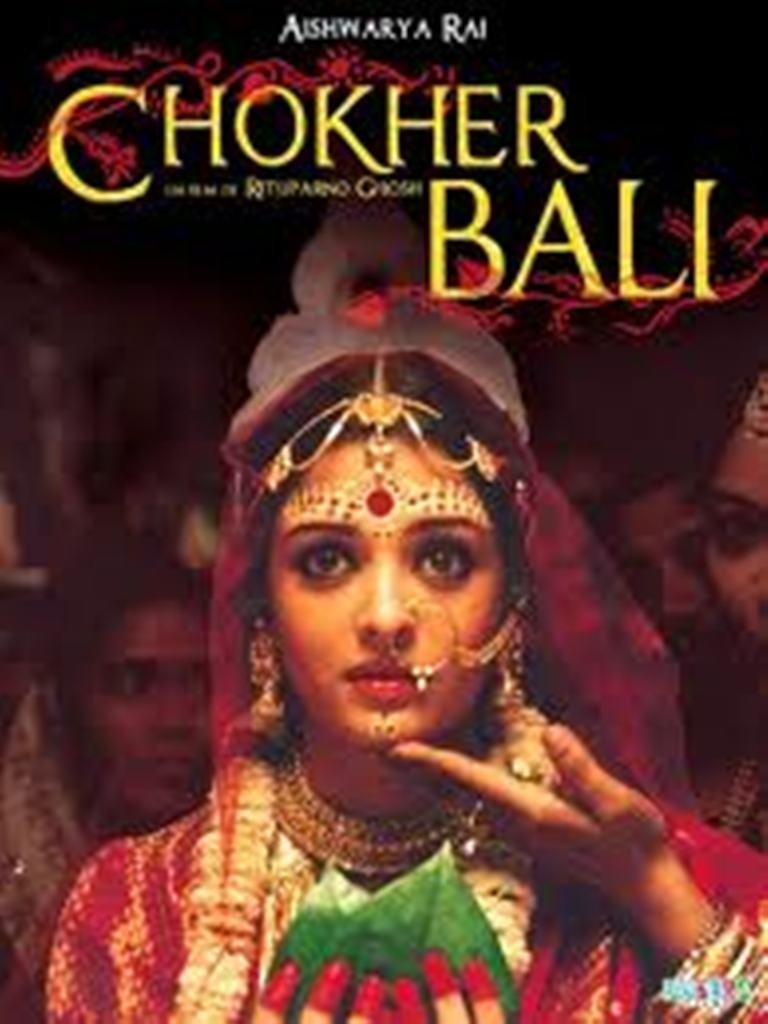 AISHWARYA RAI
CHOKHER
UN FILM DE RITUPARNO GHOSH
BALI